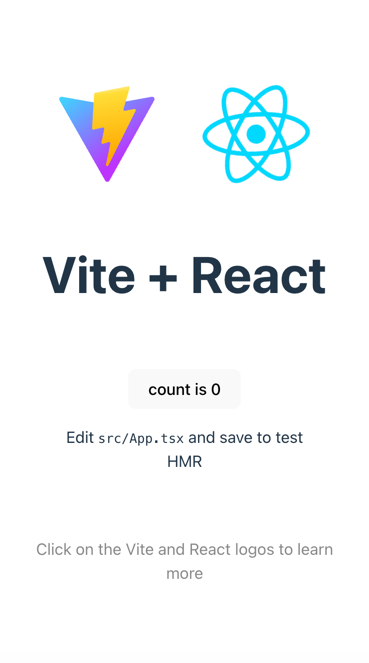 Vite + React
count is 0
Edit src/App.tsx and save to test
HMR
Click on the Vite and React logos to learn
more